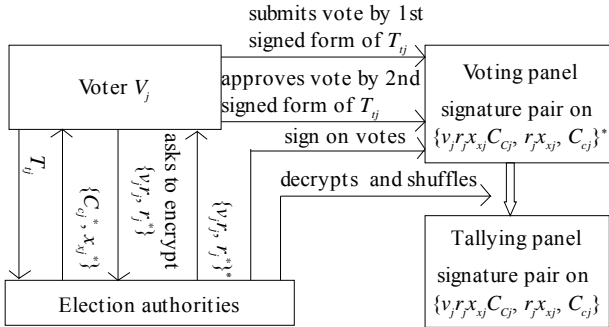 submits vote by 1st
signed form of T_tj
Voter V_j
approves vote by 2nd
signed form of T_tj
Voting panel
signature pair on
{v_j r_j x_xj C_Cj, r_j x_xj, C_cj}*
sign on votes
decrypts and shuffles
T_tj
{C_cj*, x_xj*}
{v_j r_j, r_j*}
asks to encrypt
{v_j r_j, r_j*}*
Tallying panel
signature pair on
{v_j r_j x_xj C_Cj, r_j x_xj, C_cj}
Election authorities